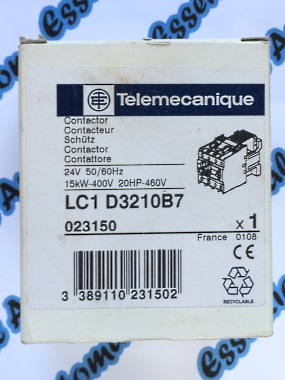 Telemecanique
Contactor
Contacteur
Schütz
Contactor
Contattore
24V 50/60Hz
15kW-400V 20HP-460V
LC1 D3210B7
023150
x 1
France 0108
CE
RECYCLABLE
3 389110 231502